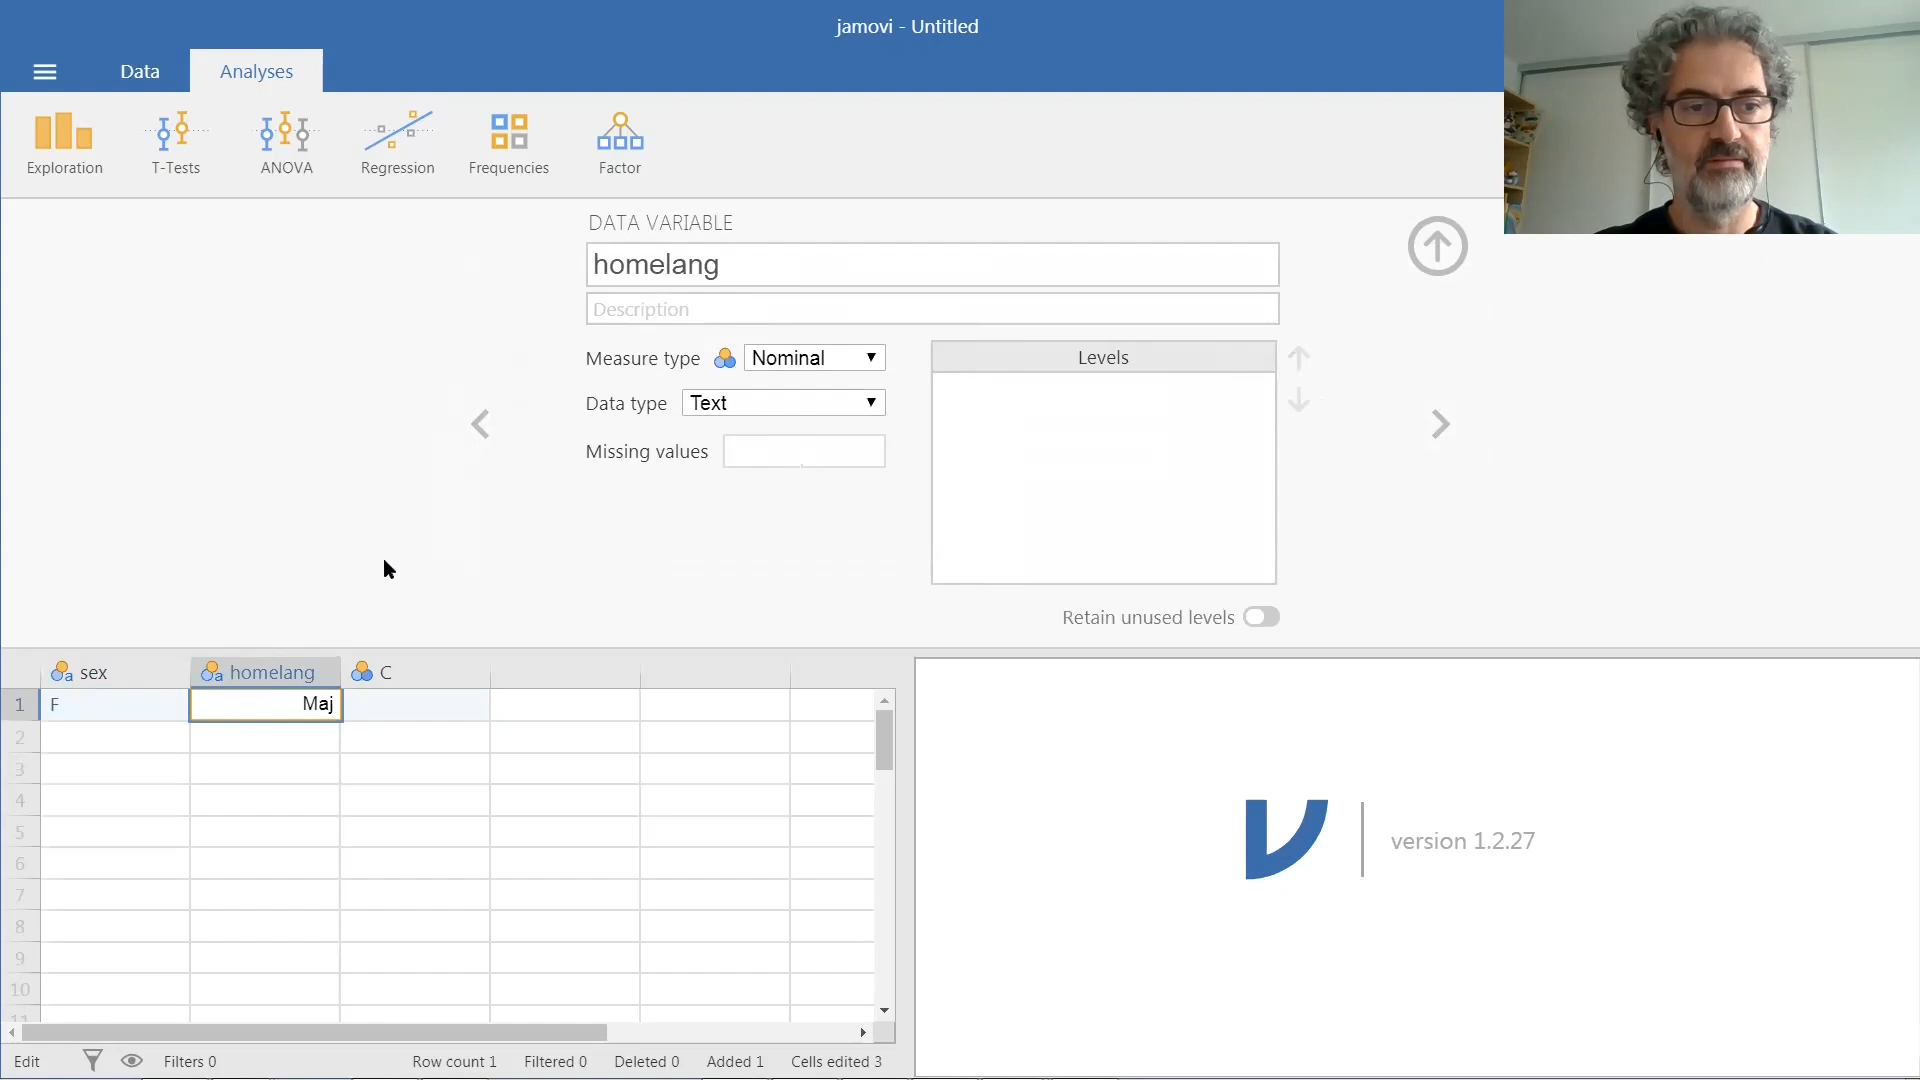 jamovi - Untitled
Data
Analyses
Exploration
T-Tests
ANOVA
Regression
Frequencies
Factor
DATA VARIABLE
homelang
Description
Measure type
Nominal
Levels
Data type
Text
Missing values
Retain unused levels
a sex
a homelang
C
1 F Maj
2
3
4
5
6
7
8
9
10
11
version 1.2.27
Edit
Filters 0
Row count 1
Filtered 0
Deleted 0
Added 1
Cells edited 3